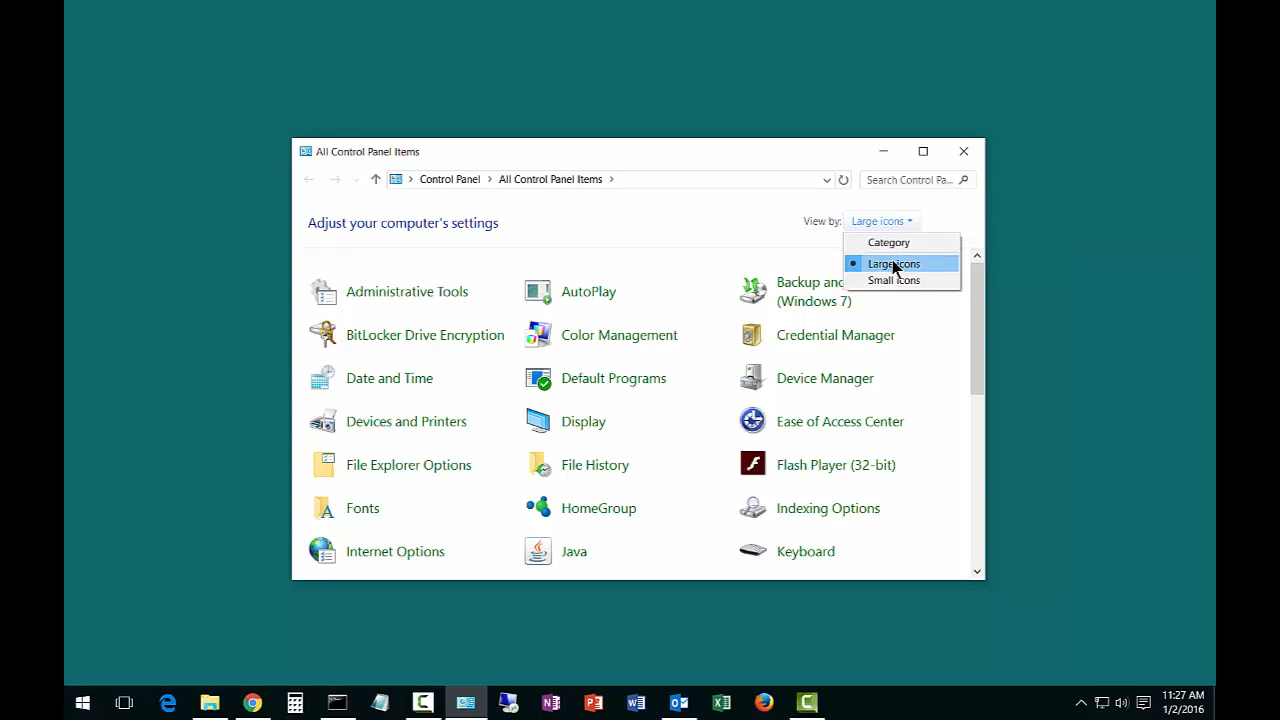 All Control Panel Items
Control Panel
All Control Panel Items
Search Control Pa...
Adjust your computer's settings
View by:
Large icons
Category
Large icons
Small icons
Administrative Tools
AutoPlay
Backup and
(Windows 7)
BitLocker Drive Encryption
Color Management
Credential Manager
Date and Time
Default Programs
Device Manager
Devices and Printers
Display
Ease of Access Center
File Explorer Options
File History
Flash Player (32-bit)
Fonts
HomeGroup
Indexing Options
Internet Options
Java
Keyboard
11:27 AM
1/2/2016